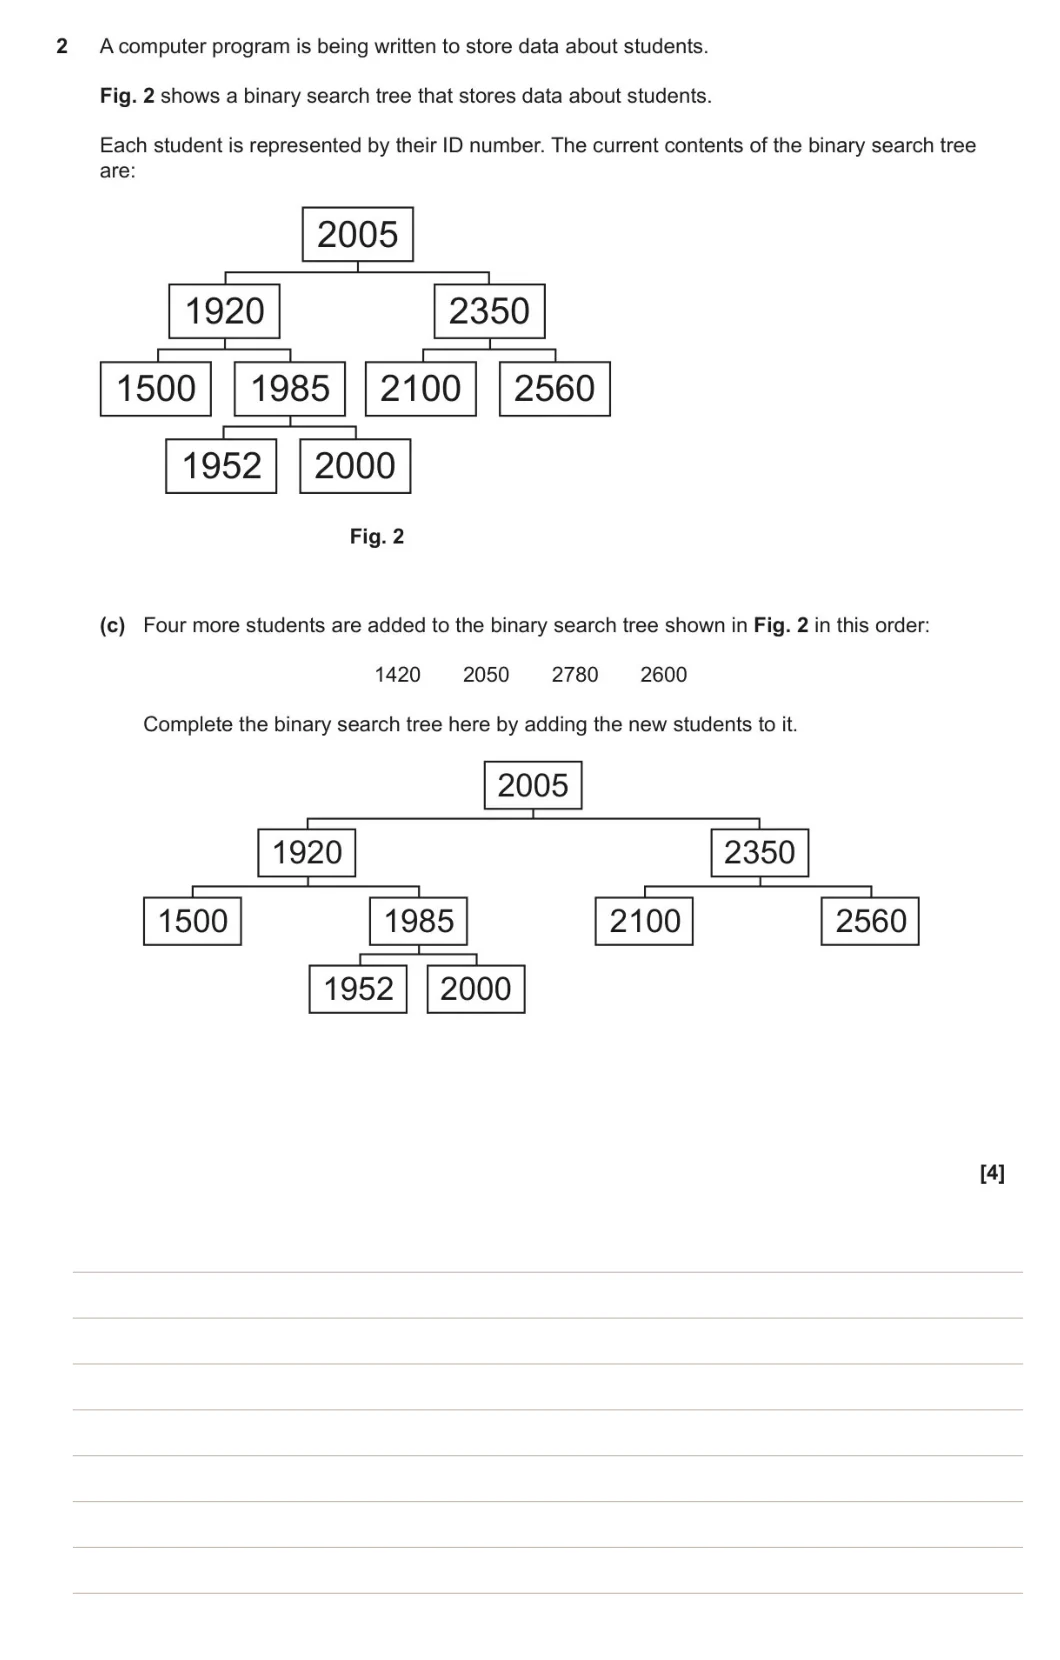 2 A computer program is being written to store data about students.
Fig. 2 shows a binary search tree that stores data about students.
Each student is represented by their ID number. The current contents of the binary search tree
are:
2005
1920 2350
1500 1985 2100 2560
1952 2000
Fig. 2
(c) Four more students are added to the binary search tree shown in Fig. 2 in this order:
1420 2050 2780 2600
Complete the binary search tree here by adding the new students to it.
2005
1920 2350
1500 1985 2100 2560
1952 2000
[4]